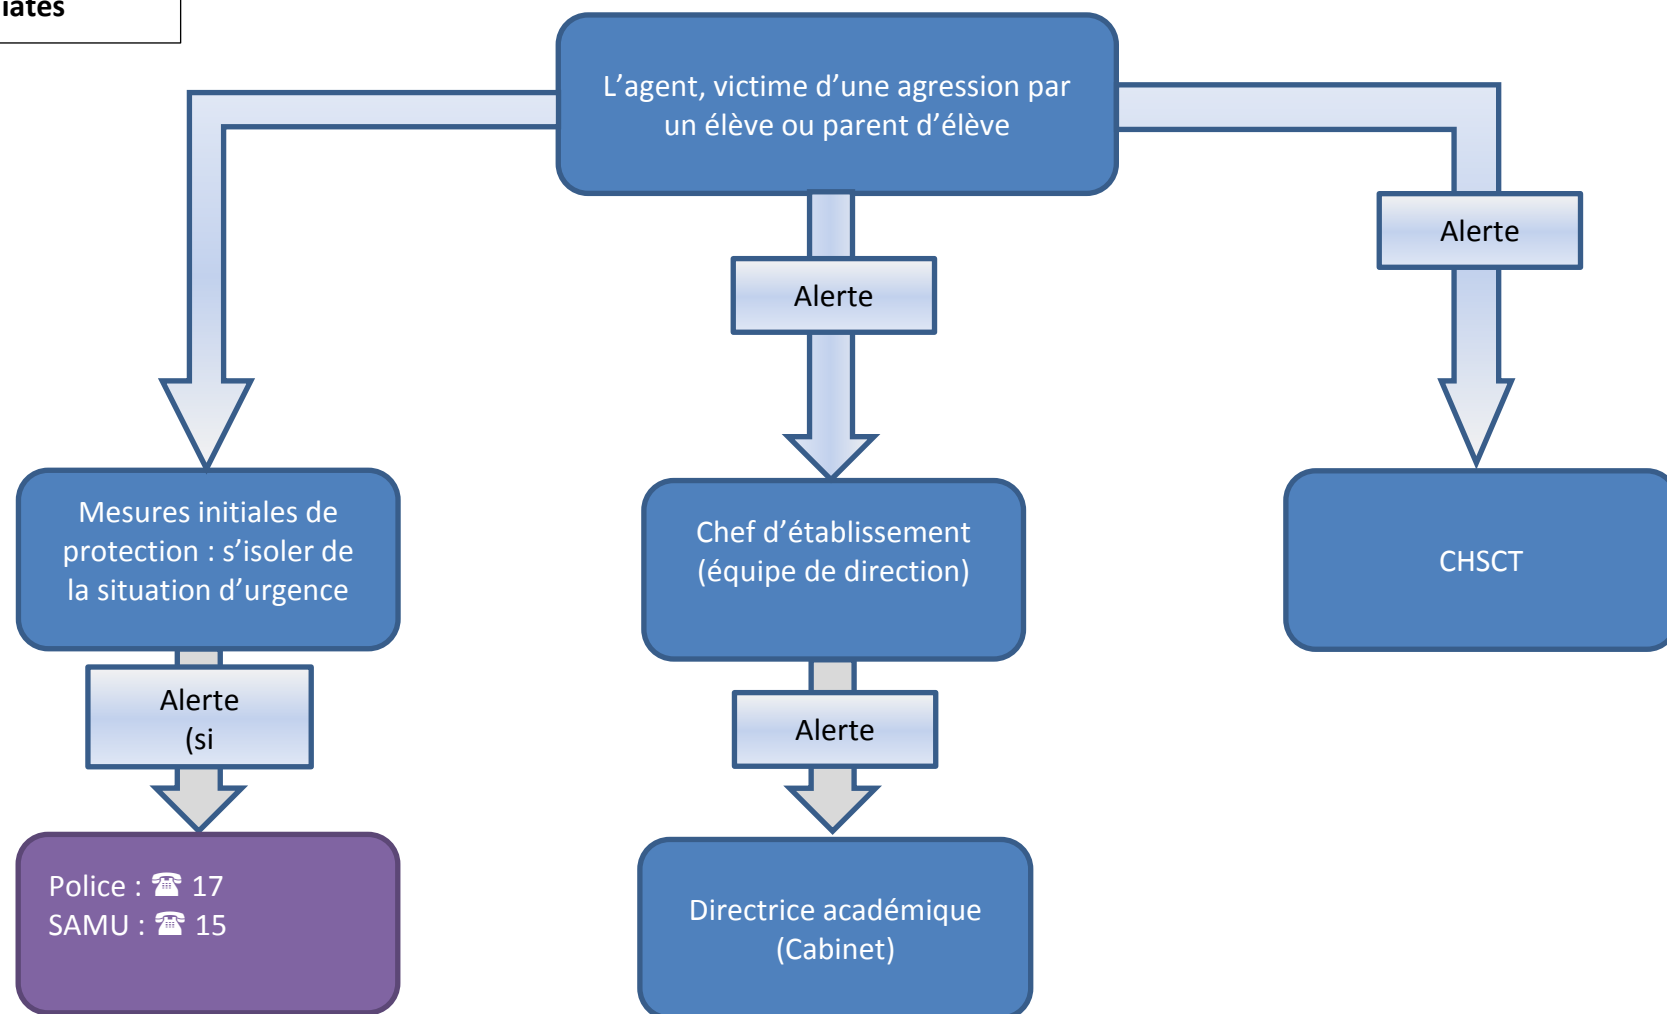 iates
L’agent, victime d’une agression par
un élève ou parent d’élève
Alerte
Alerte
Mesures initiales de
protection : s’isoler de
la situation d’urgence
Chef d’établissement
(équipe de direction)
CHSCT
Alerte
(si
Alerte
Police : ☎ 17
SAMU : ☎ 15
Directrice académique
(Cabinet)